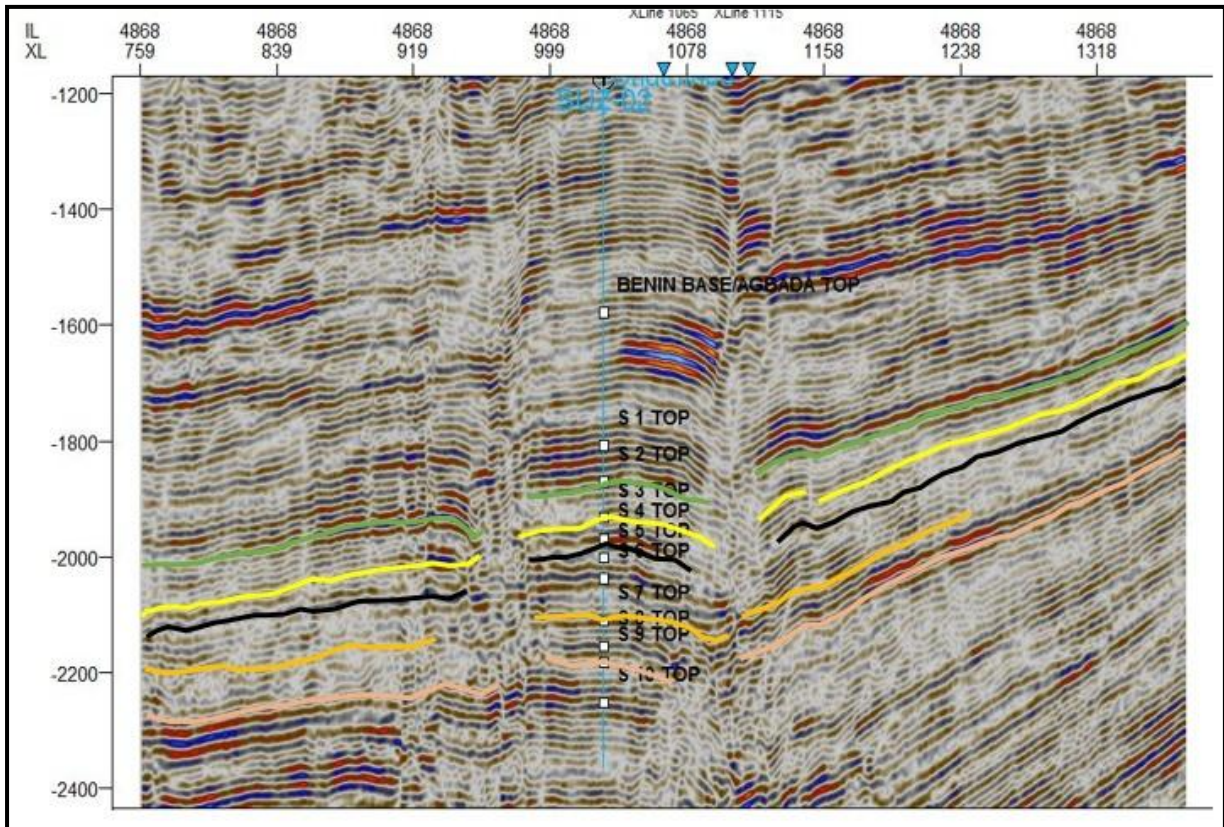 XLine 1065 XLine 1115
IL 4868 4868 4868 4868 4868 4868 4868 4868
XL 759 839 919 999 1078 1158 1238 1318
-1200
-1400
BENIN BASE/AGBADA TOP
-1600
S 1 TOP
-1800
S 2 TOP
S 3 TOP
S 4 TOP
S 5 TOP
-2000
S 7 TOP
S 8 TOP
S 9 TOP
-2200
S 10 TOP
-2400